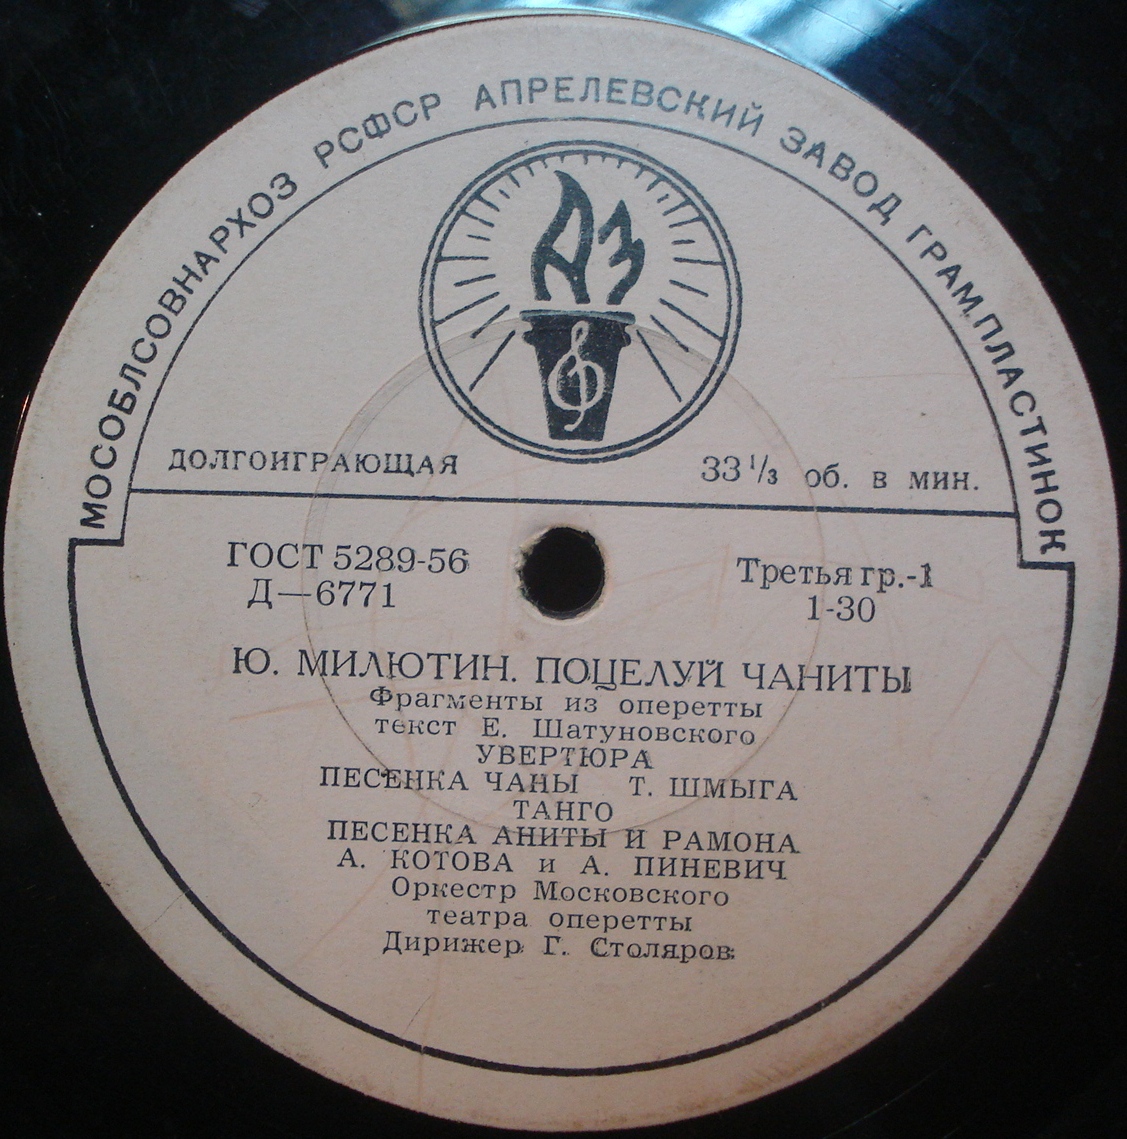 МОСОБЛСОВНАРХОЗ РСФСР АПРЕЛЕВСКИЙ ЗАВОД ГРАМПЛАСТИНОК
АЗ
ДОЛГОИГРАЮЩАЯ 33 1/3 об. в мин.
ГОСТ 5289-56 Третья гр.-1
Д—6771 1-30
Ю. МИЛЮТИН. ПОЦЕЛУЙ ЧАНИТЫ
Фрагменты из оперетты
текст Е. Шатуновского
УВЕРТЮРА
ПЕСЕНКА ЧАНЫ Т. ШМЫГА
ТАНГО
ПЕСЕНКА АНИТЫ И РАМОНА
А. КОТОВА и А. ПИНЕВИЧ
Оркестр Московского
театра оперетты
Дирижер Г. Столяров